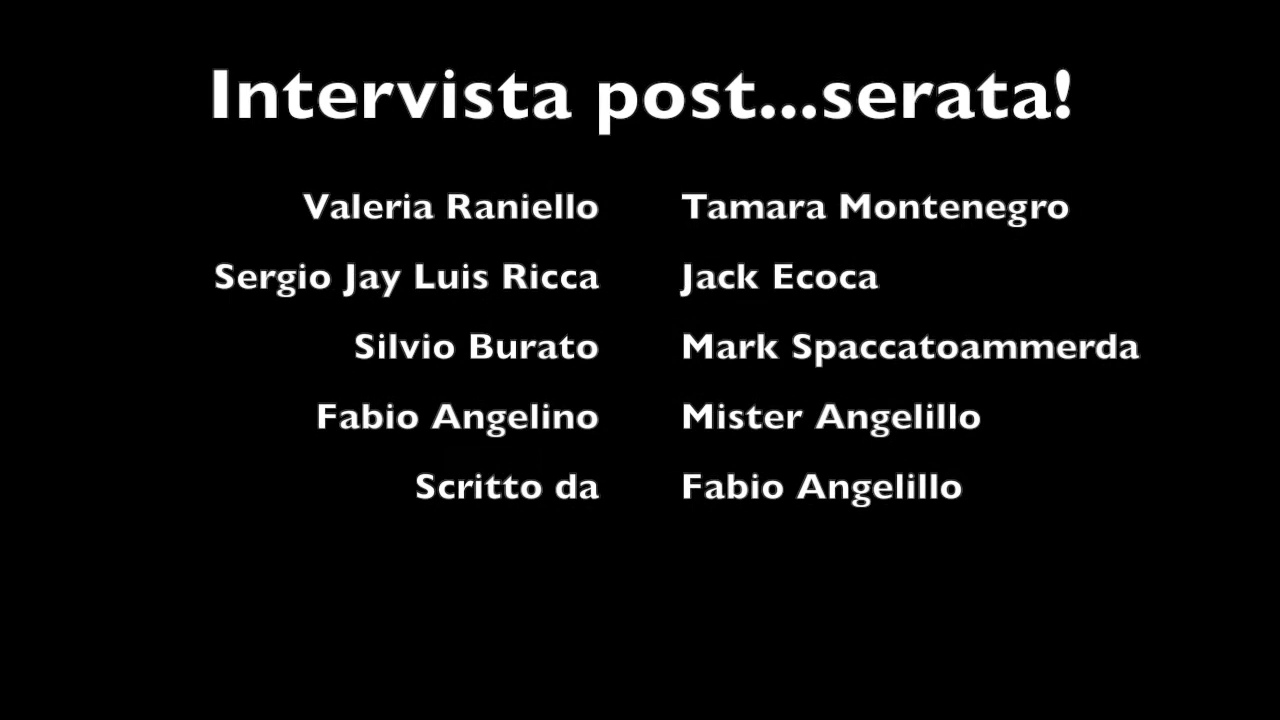 Intervista post...serata!
Valeria Raniello Tamara Montenegro
Sergio Jay Luis Ricca Jack Ecoca
Silvio Burato Mark Spaccatoammerda
Fabio Angelino Mister Angelillo
Scritto da Fabio Angelillo